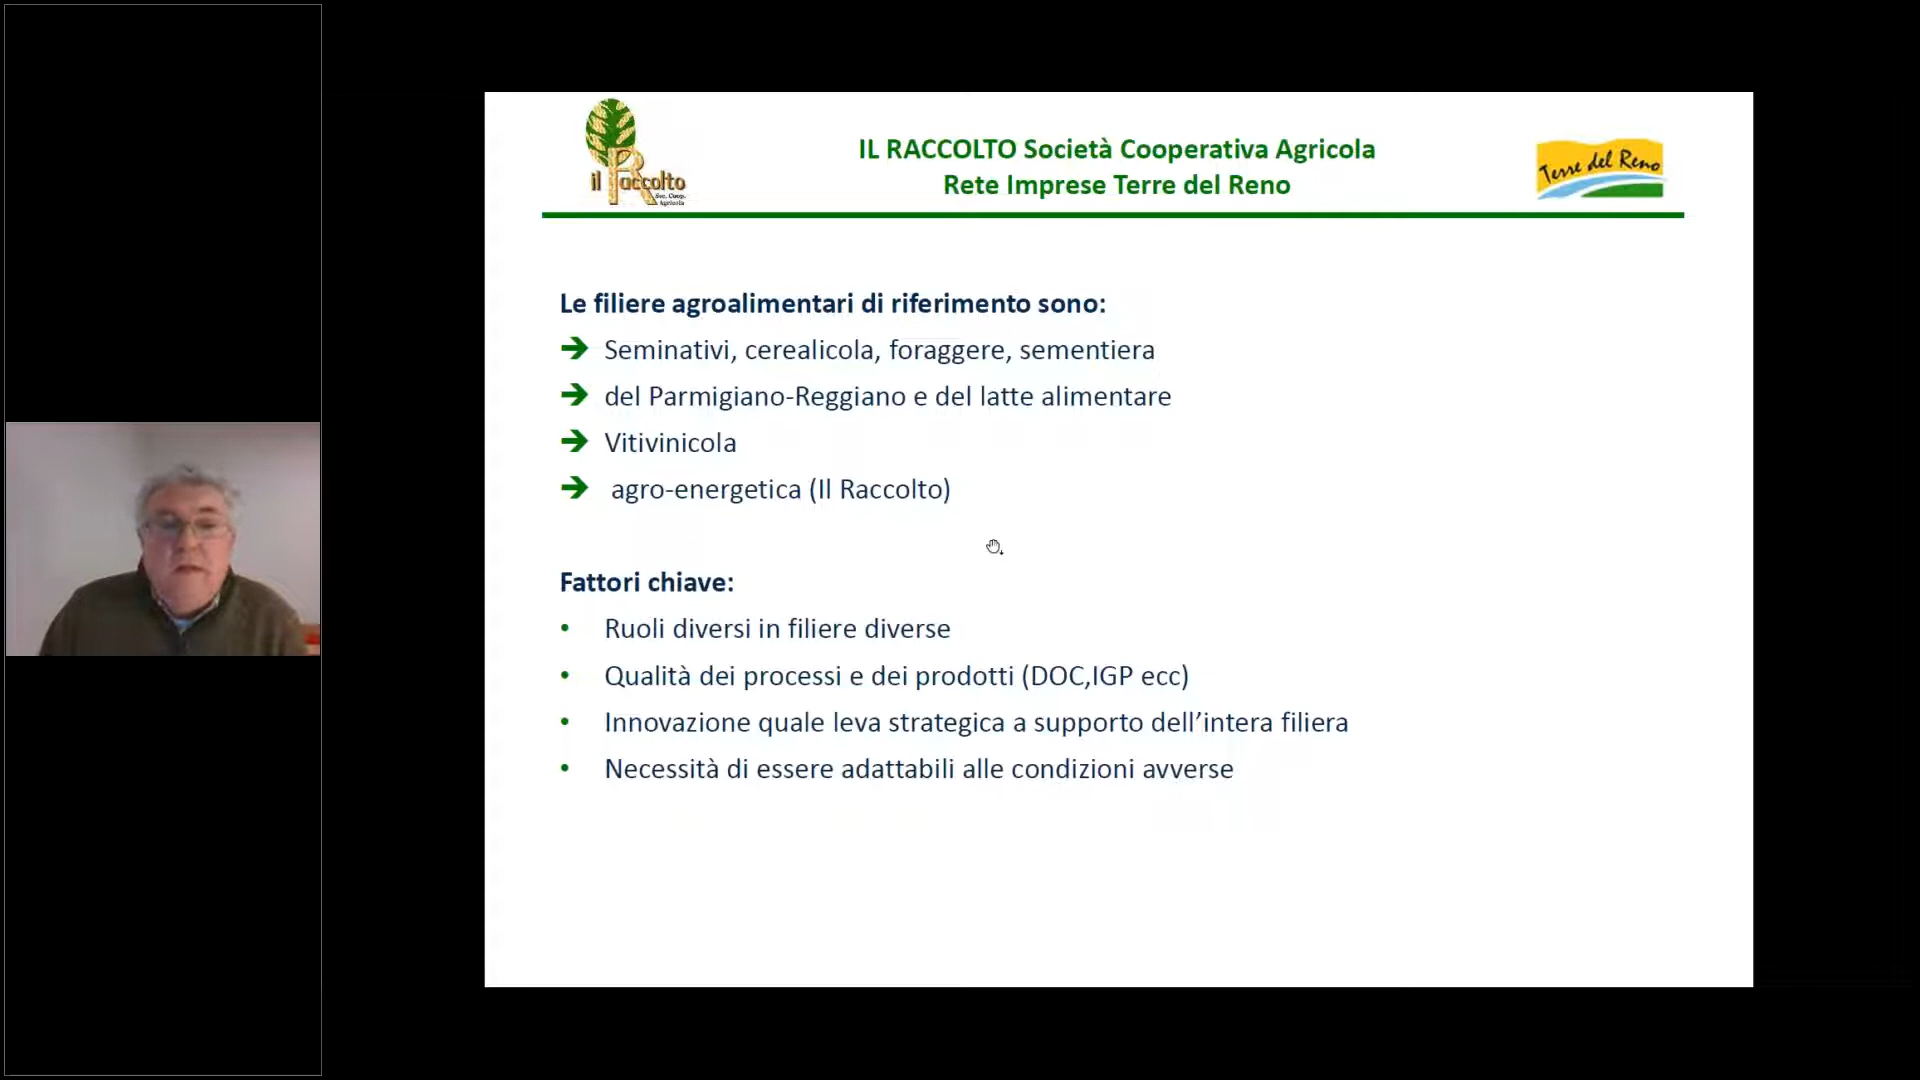 il Raccolto
Soc. Coop.
Agricola
IL RACCOLTO Società Cooperativa Agricola
Rete Imprese Terre del Reno
Terre del Reno
Le filiere agroalimentari di riferimento sono:
➔ Seminativi, cerealicola, foraggere, sementiera
➔ del Parmigiano-Reggiano e del latte alimentare
➔ Vitivinicola
➔ agro-energetica (Il Raccolto)
Fattori chiave:
• Ruoli diversi in filiere diverse
• Qualità dei processi e dei prodotti (DOC,IGP ecc)
• Innovazione quale leva strategica a supporto dell’intera filiera
• Necessità di essere adattabili alle condizioni avverse